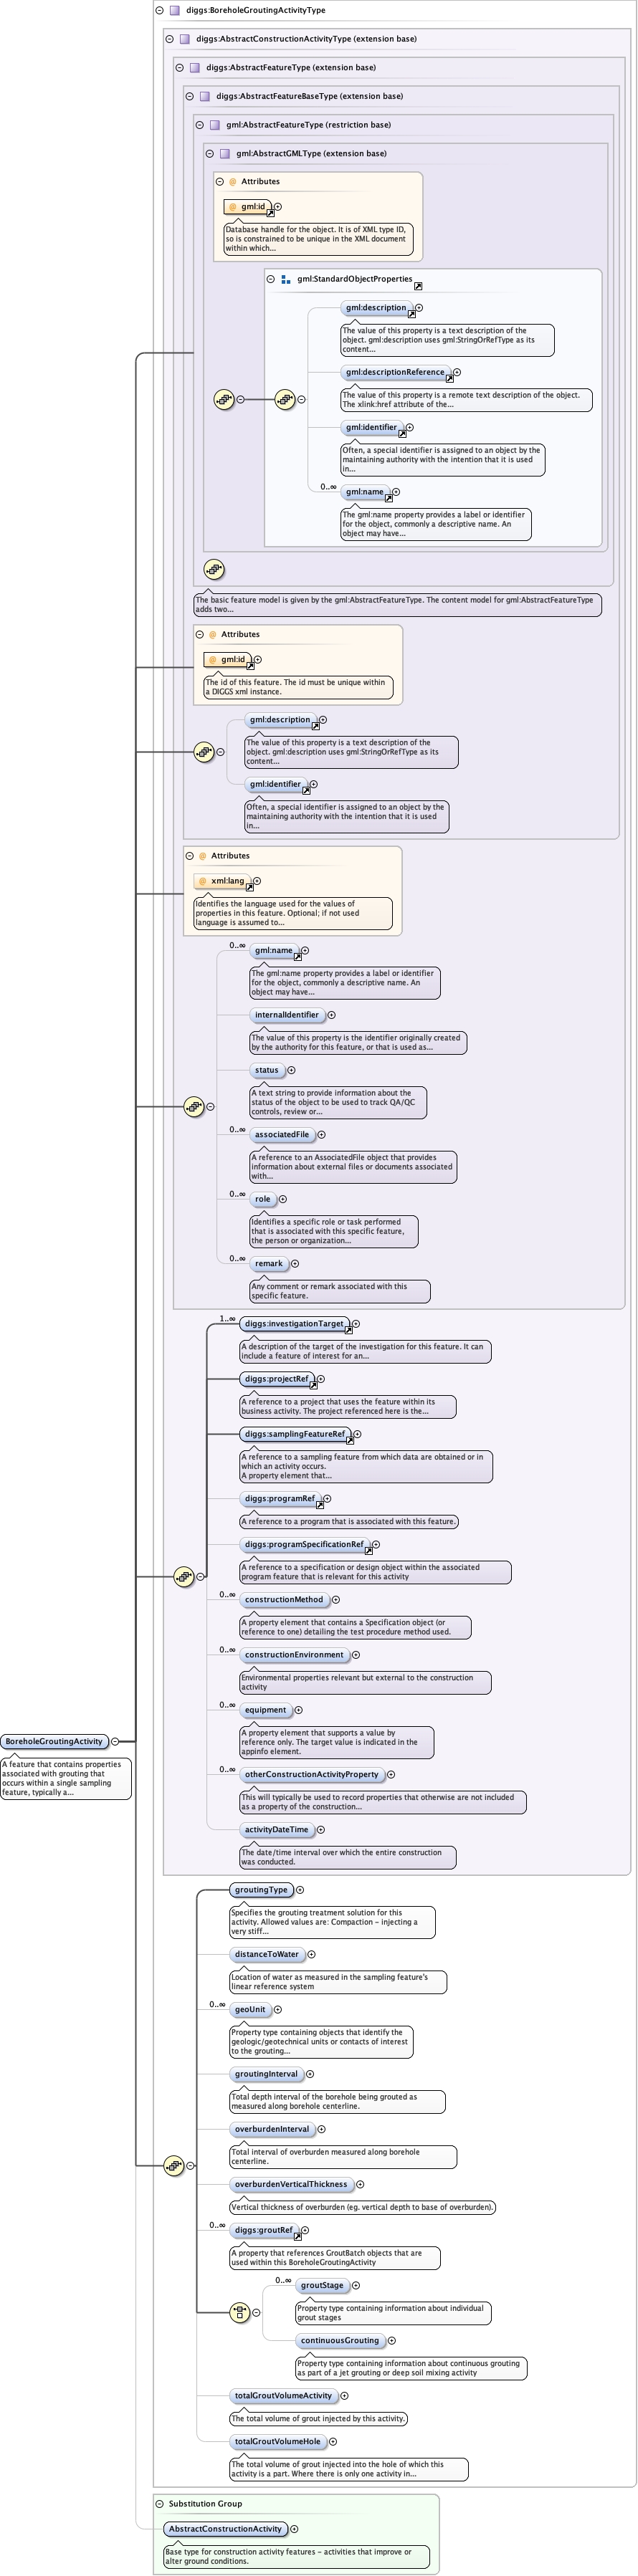 diggs:BoreholeGroutingActivityType
diggs:AbstractConstructionActivityType (extension base)
diggs:AbstractFeatureType (extension base)
diggs:AbstractFeatureBaseType (extension base)
gml:AbstractFeatureType (restriction base)
gml:AbstractGMLType (extension base)
@ Attributes
@ gml:id
Database handle for the object. It is of XML type ID,
so is constrained to be unique in the XML document
within which...
gml:StandardObjectProperties
gml:description
The value of this property is a text description of the
object. gml:description uses gml:StringOrRefType as its
content...
gml:descriptionReference
The value of this property is a remote text description of the object.
The xlink:href attribute of the...
gml:identifier
Often, a special identifier is assigned to an object by the
maintaining authority with the intention that it is used
in...
0..∞
gml:name
The gml:name property provides a label or identifier
for the object, commonly a descriptive name. An
object may have...
The basic feature model is given by the gml:AbstractFeatureType. The content model for gml:AbstractFeatureType
adds two...
@ Attributes
@ gml:id
The id of this feature. The id must be unique within
a DIGGS xml instance.
gml:description
The value of this property is a text description of the
object. gml:description uses gml:StringOrRefType as its
content...
gml:identifier
Often, a special identifier is assigned to an object by the
maintaining authority with the intention that it is used
in...
@ Attributes
@ xml:lang
Identifies the language used for the values of
properties in this feature. Optional; if not used
language is assumed to...
0..∞
gml:name
The gml:name property provides a label or identifier
for the object, commonly a descriptive name. An
object may have...
internalIdentifier
The value of this property is the identifier originally created
by the authority for this feature, or that is used as...
status
A text string to provide information about the
status of the object to be used to track QA/QC
controls, review or...
0..∞
associatedFile
A reference to an AssociatedFile object that provides
information about external files or documents associated
with...
0..∞
role
Identifies a specific role or task performed
that is associated with this specific feature,
the person or organization...
0..∞
remark
Any comment or remark associated with this
specific feature.
1..∞
diggs:investigationTarget
A description of the target of the investigation for this feature. It can
include a feature of interest for an...
diggs:projectRef
A reference to a project that uses the feature within its
business activity. The project referenced here is the...
diggs:samplingFeatureRef
A reference to a sampling feature from which data are obtained or in
which an activity occurs.
A property element that...
diggs:programRef
A reference to a program that is associated with this feature.
diggs:programSpecificationRef
A reference to a specification or design object within the associated
program feature that is relevant for this activity
0..∞
constructionMethod
A property element that contains a Specification object (or
reference to one) detailing the test procedure method used.
0..∞
constructionEnvironment
Environmental properties relevant but external to the construction
activity
0..∞
equipment
A property element that supports a value by
reference only. The target value is indicated in the
appinfo element.
0..∞
otherConstructionActivityProperty
This will typically be used to record properties that otherwise are not included
as a property of the construction...
activityDateTime
The date/time interval over which the entire construction
was conducted.
BoreholeGroutingActivity
A feature that contains properties
associated with grouting that
occurs within a single sampling
feature, typically a...
groutingType
Specifies the grouting treatment solution for this
activity. Allowed values are: Compaction - injecting a
very stiff...
distanceToWater
Location of water as measured in the sampling feature's
linear reference system
0..∞
geoUnit
Property type containing objects that identify the
geologic/geotechnical units or contacts of interest
to the grouting...
groutingInterval
Total depth interval of the borehole being grouted as
measured along borehole centerline.
overburdenInterval
Total interval of overburden measured along borehole
centerline.
overburdenVerticalThickness
Vertical thickness of overburden (eg. vertical depth to base of overburden).
0..∞
diggs:groutRef
A property that references GroutBatch objects that are
used within this BoreholeGroutingActivity
0..∞
groutStage
Property type containing information about individual
grout stages
continuousGrouting
Property type containing information about continuous grouting
as part of a jet grouting or deep soil mixing activity
totalGroutVolumeActivity
The total volume of grout injected by this activity.
totalGroutVolumeHole
The total volume of grout injected into the hole of which this
activity is a part. Where there is only one activity in...
Substitution Group
AbstractConstructionActivity
Base type for construction activity features - activities that improve or
alter ground conditions.